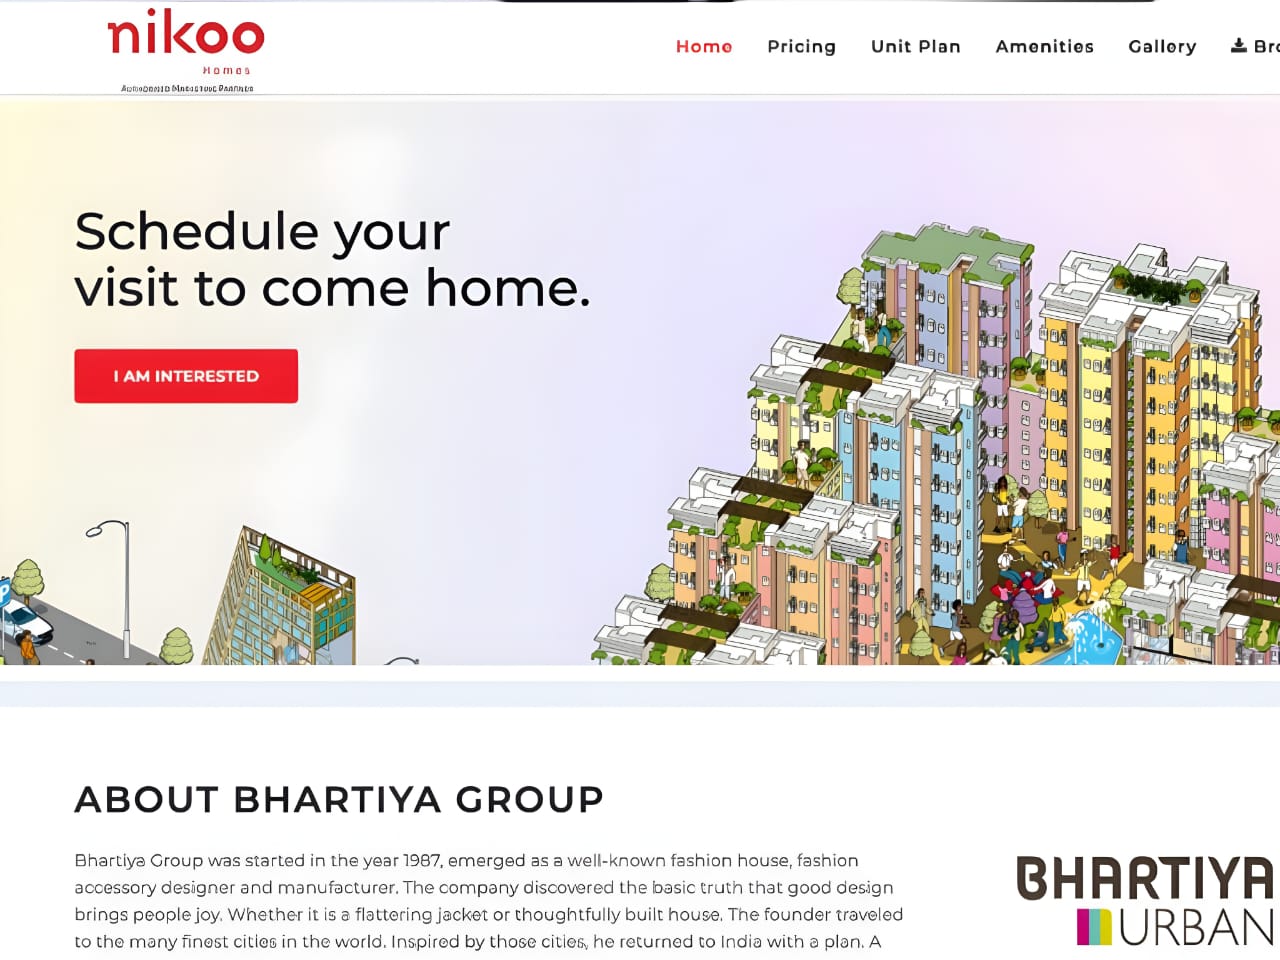 nikoo
Homes
Authorized Marketing Partner
Home Pricing Unit Plan Amenities Gallery Bro
Schedule your
visit to come home.
I AM INTERESTED
P
ABOUT BHARTIYA GROUP
Bhartiya Group was started in the year 1987, emerged as a well-known fashion house, fashion
accessory designer and manufacturer. The company discovered the basic truth that good design
brings people joy. Whether it is a flattering jacket or thoughtfully built house. The founder traveled
to the many finest cities in the world. Inspired by those cities, he returned to India with a plan. A
BHARTIYA
URBAN